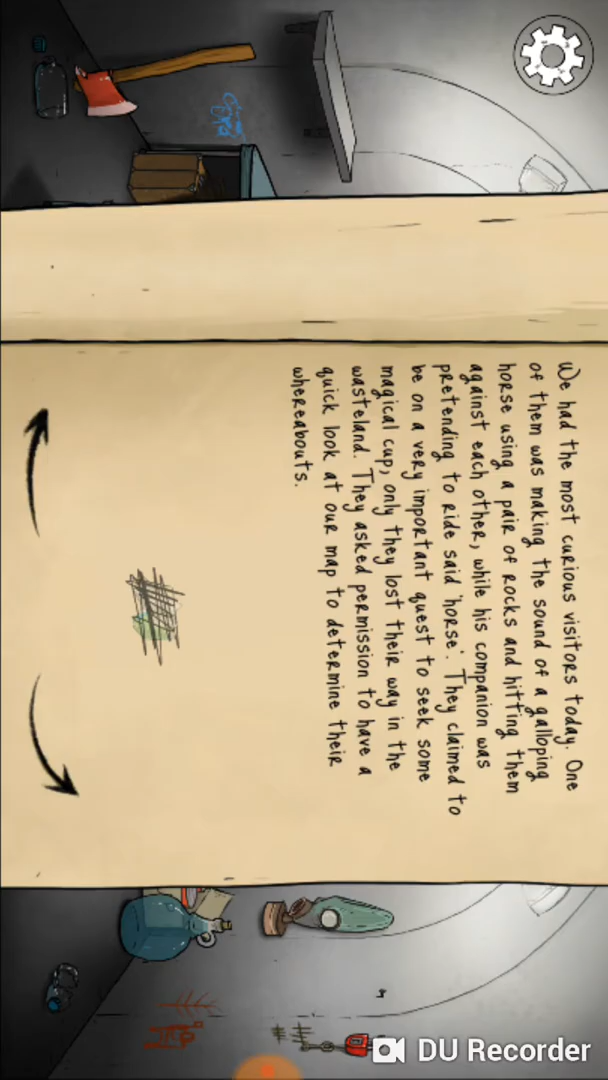 We had the most curious visitors today. One
of them was making the sound of a galloping
horse using a pair of rocks and hitting them
against each other, while his companion was
pretending to ride said 'horse'. They claimed to
be on a very important quest to seek some
magical cup, only they lost their way in the
wasteland. They asked permission to have a
quick look at our map to determine their
whereabouts.
DU Recorder